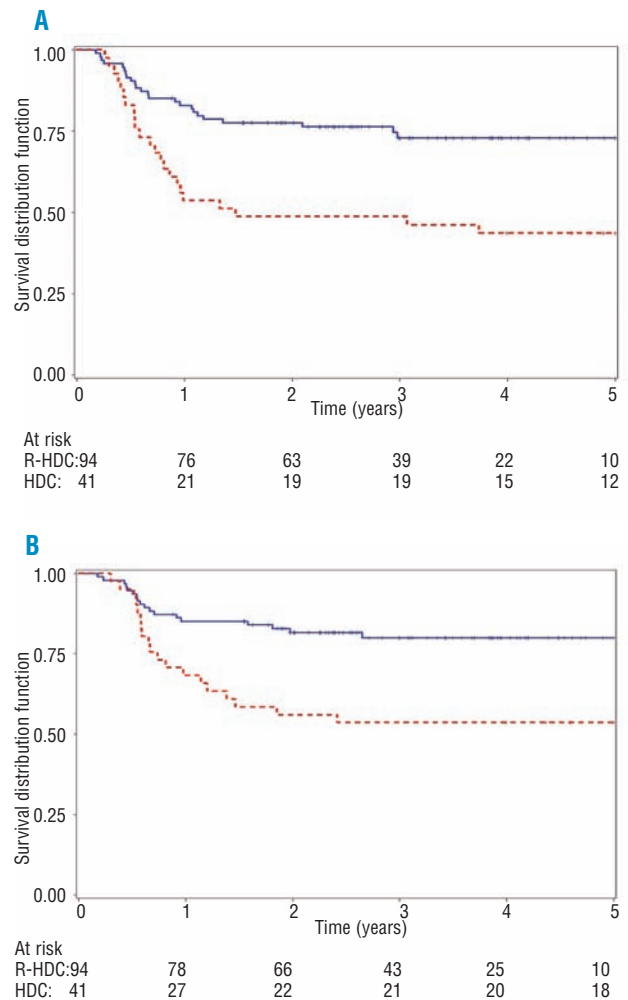 A
1.00
0.75
0.50
0.25
0.00
Survival distribution function
0 1 2 3 4 5
Time (years)
At risk
R-HDC:94 76 63 39 22 10
HDC: 41 21 19 19 15 12
B
1.00
0.75
0.50
0.25
0.00
Survival distribution function
0 1 2 3 4 5
Time (years)
At risk
R-HDC:94 78 66 43 25 10
HDC: 41 27 22 21 20 18